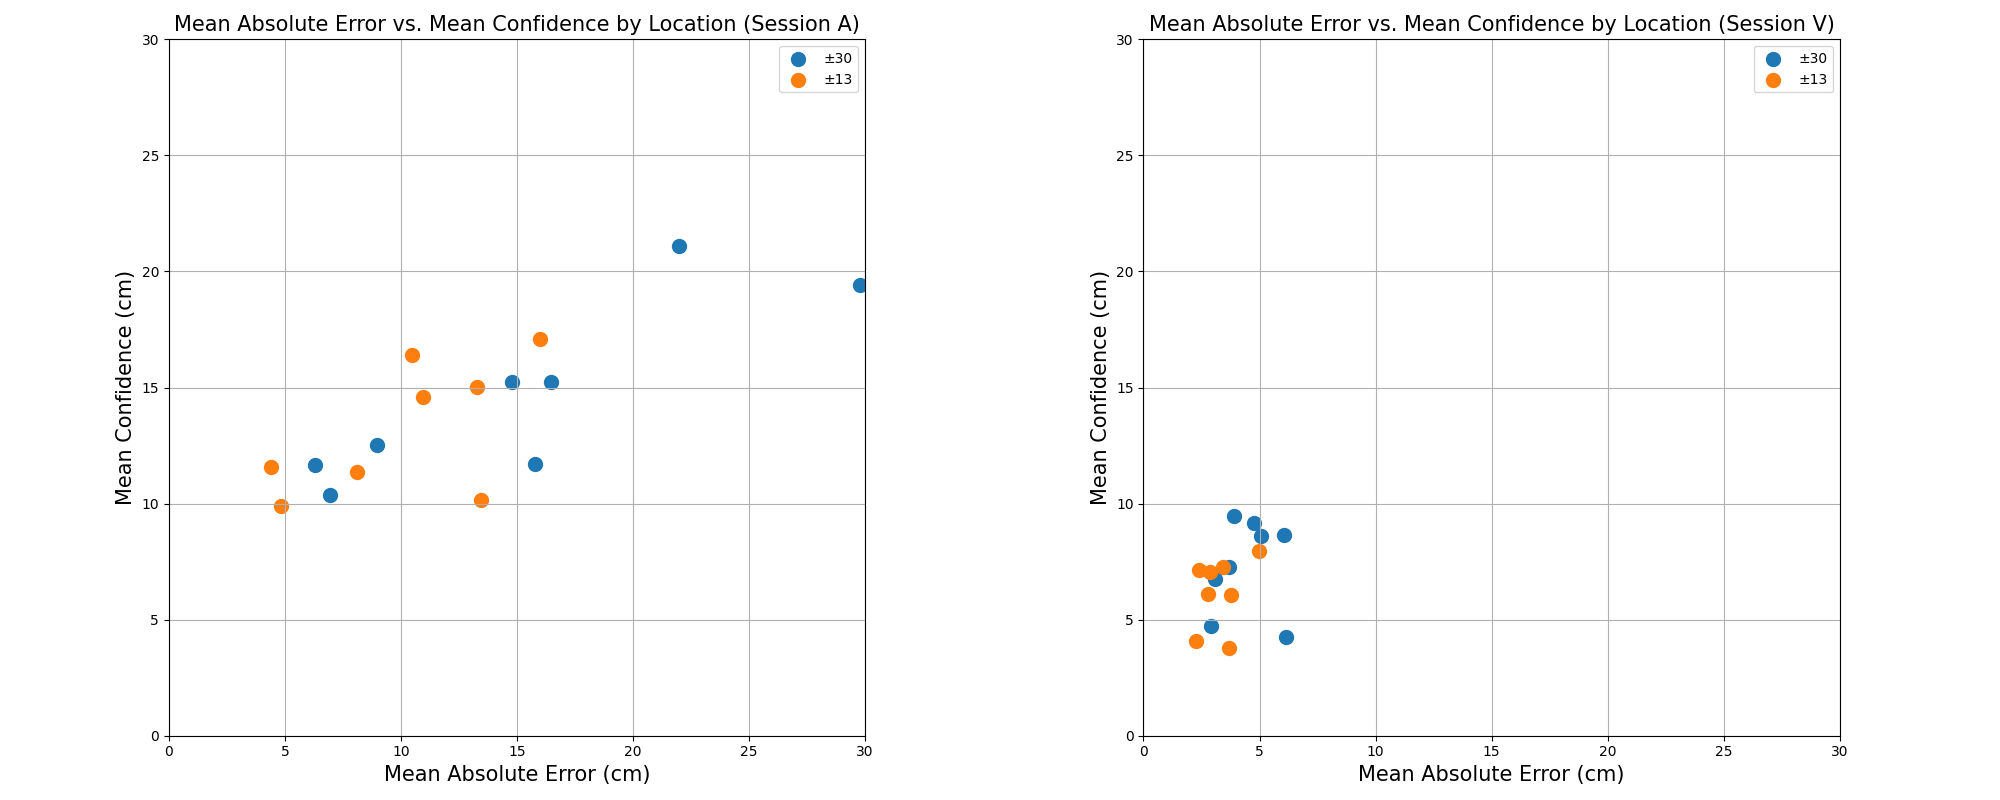 Mean Absolute Error vs. Mean Confidence by Location (Session A)
±30
±13
Mean Confidence (cm)
30
25
20
15
10
5
0
0 5 10 15 20 25 30
Mean Absolute Error (cm)
Mean Absolute Error vs. Mean Confidence by Location (Session V)
±30
±13
Mean Confidence (cm)
30
25
20
15
10
5
0
0 5 10 15 20 25 30
Mean Absolute Error (cm)